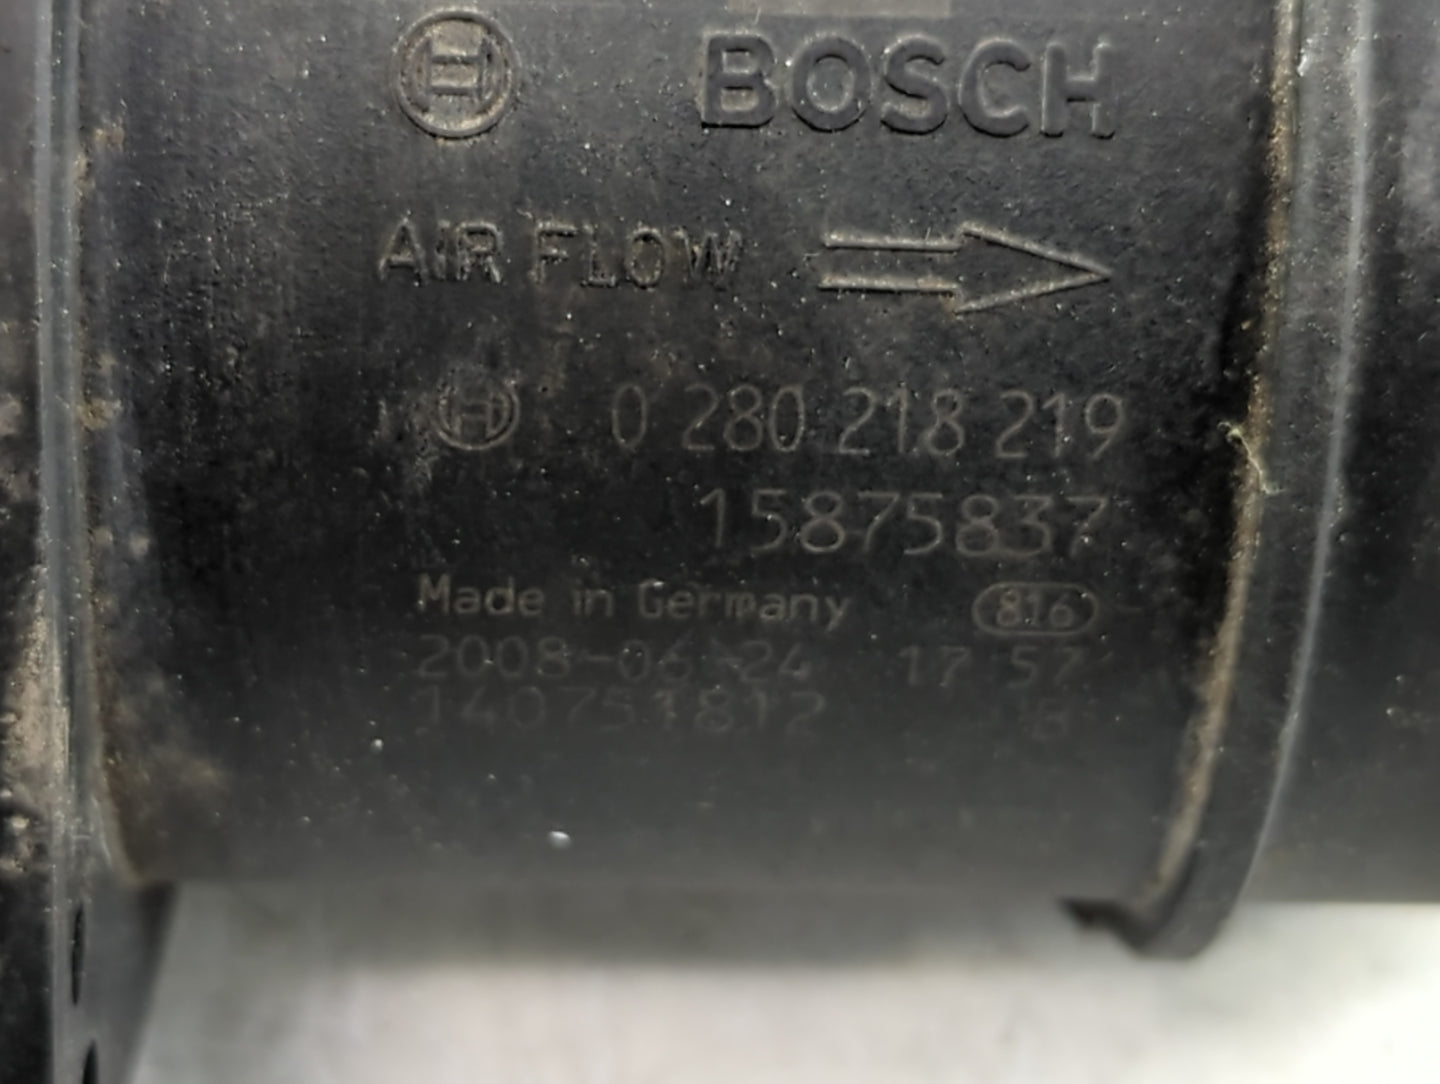 BOSCH
AIR FLOW
0 280 218 219
15875837
Made in Germany 816
2008-06-24 17 57
140751812